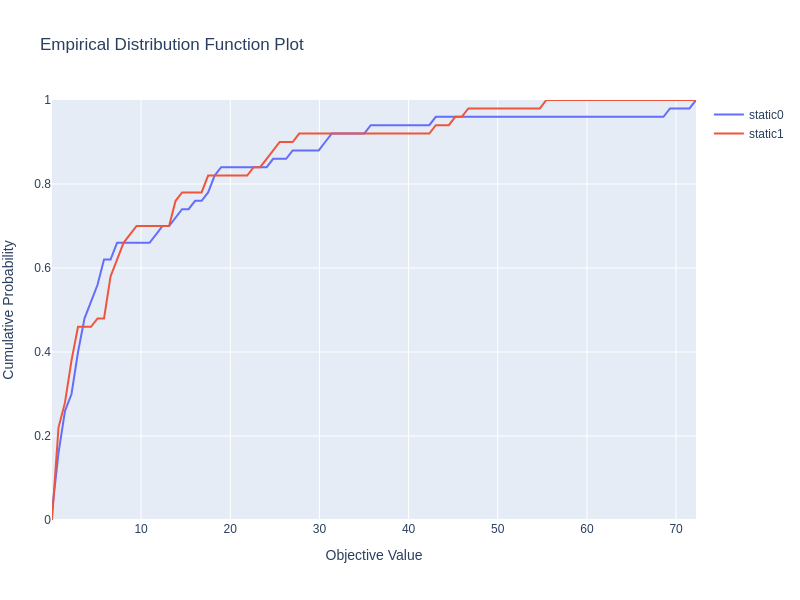 Empirical Distribution Function Plot
static0
static1
1
0.8
0.6
0.4
0.2
0
Cumulative Probability
10
20
30
40
50
60
70
Objective Value